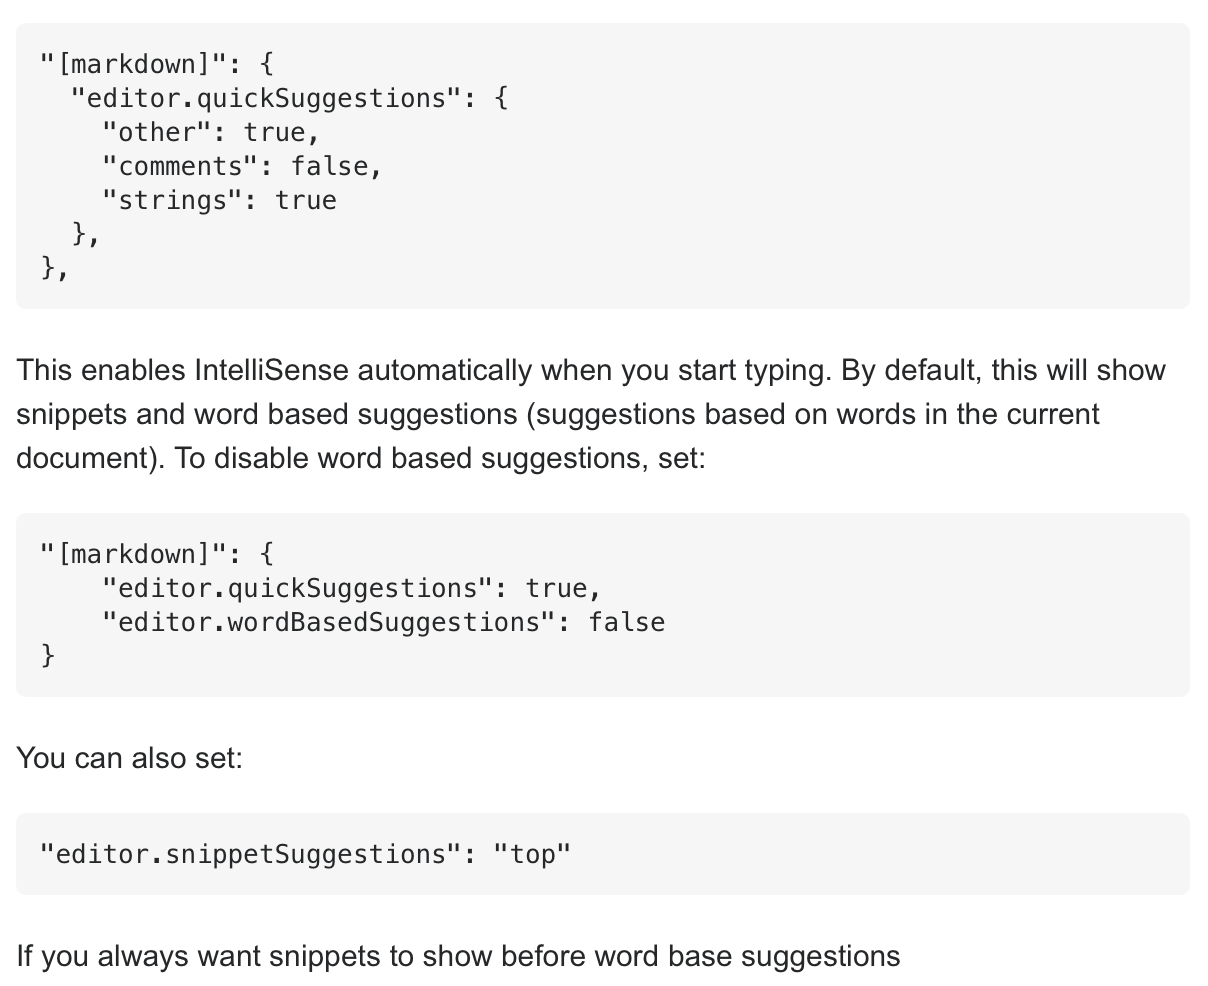 "[markdown]": {
  "editor.quickSuggestions": {
    "other": true,
    "comments": false,
    "strings": true
  },
},
This enables IntelliSense automatically when you start typing. By default, this will show
snippets and word based suggestions (suggestions based on words in the current
document). To disable word based suggestions, set:
"[markdown]": {
    "editor.quickSuggestions": true,
    "editor.wordBasedSuggestions": false
}
You can also set:
"editor.snippetSuggestions": "top"
If you always want snippets to show before word base suggestions